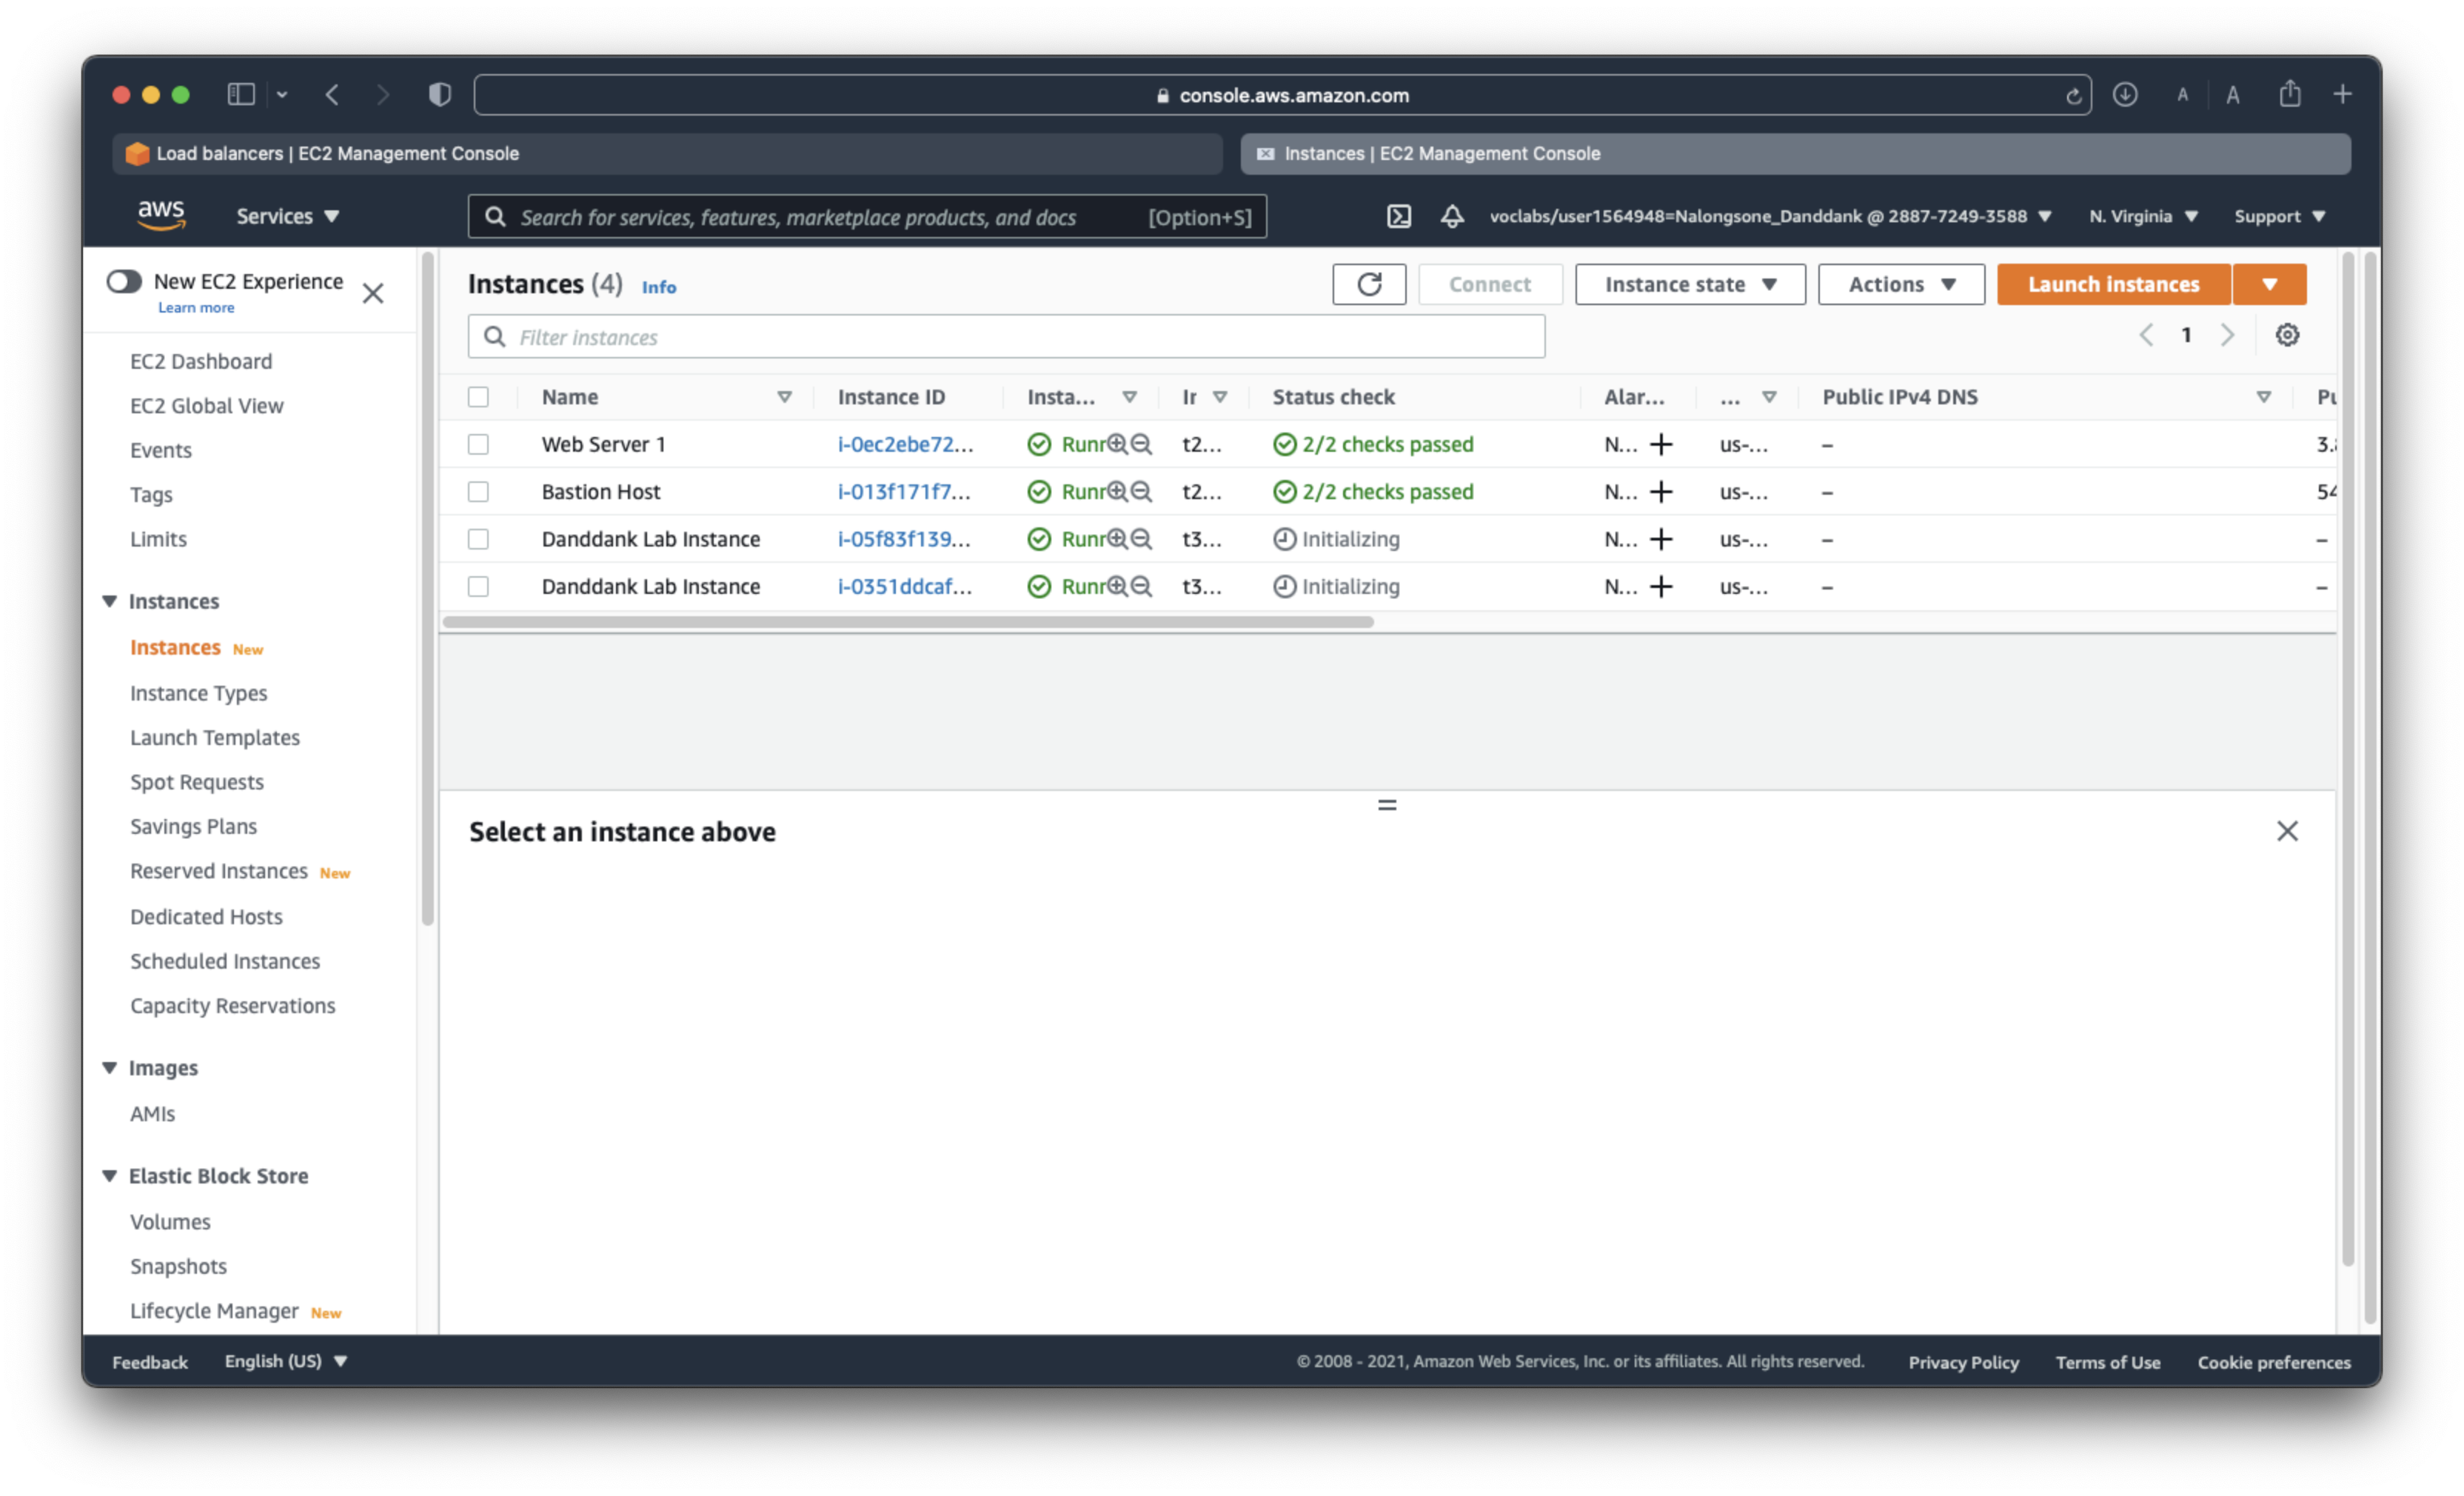 console.aws.amazon.com
A A
Load balancers | EC2 Management Console
Instances | EC2 Management Console
aws
Services
Search for services, features, marketplace products, and docs [Option+S]
voclabs/user1564948=Nalongsone_Danddank @ 2887-7249-3588
N. Virginia
Support
New EC2 Experience
Learn more
EC2 Dashboard
EC2 Global View
Events
Tags
Limits
Instances
Instances New
Instance Types
Launch Templates
Spot Requests
Savings Plans
Reserved Instances New
Dedicated Hosts
Scheduled Instances
Capacity Reservations
Images
AMIs
Elastic Block Store
Volumes
Snapshots
Lifecycle Manager New
Instances (4) Info
Connect
Instance state
Actions
Launch instances
Filter instances
1
Name Instance ID Insta... Ir Status check Alar... ... Public IPv4 DNS Pu
Web Server 1 i-0ec2ebe72... Runr t2... 2/2 checks passed N... + us-... – 3.
Bastion Host i-013f171f7... Runr t2... 2/2 checks passed N... + us-... – 54
Danddank Lab Instance i-05f83f139... Runr t3... Initializing N... + us-... – –
Danddank Lab Instance i-0351ddcaf... Runr t3... Initializing N... + us-... – –
Select an instance above
Feedback
English (US)
© 2008 - 2021, Amazon Web Services, Inc. or its affiliates. All rights reserved.
Privacy Policy
Terms of Use
Cookie preferences